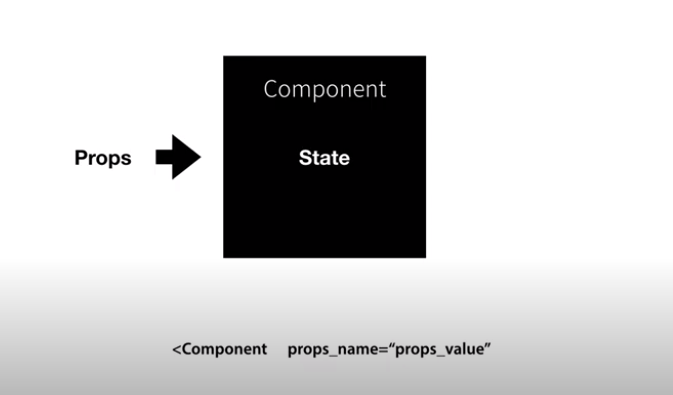 Component
Props
State
<Component props_name=“props_value”